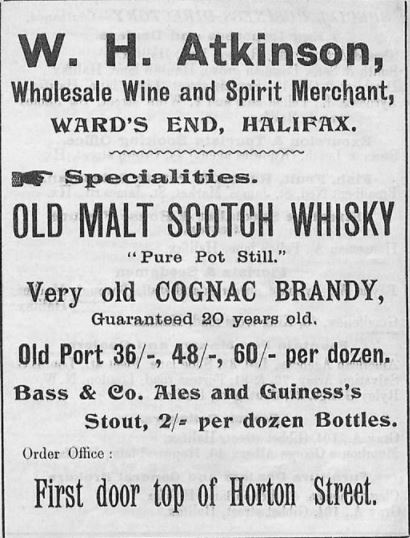 W. H. Atkinson,
Wholesale Wine and Spirit Merchant,
WARD'S END, HALIFAX.
Specialities.
OLD MALT SCOTCH WHISKY
"Pure Pot Still."
Very old COGNAC BRANDY,
Guaranteed 20 years old.
Old Port 36/-, 48/-, 60/- per dozen.
Bass & Co. Ales and Guiness's
Stout, 2/- per dozen Bottles.
Order Office:
First door top of Horton Street.